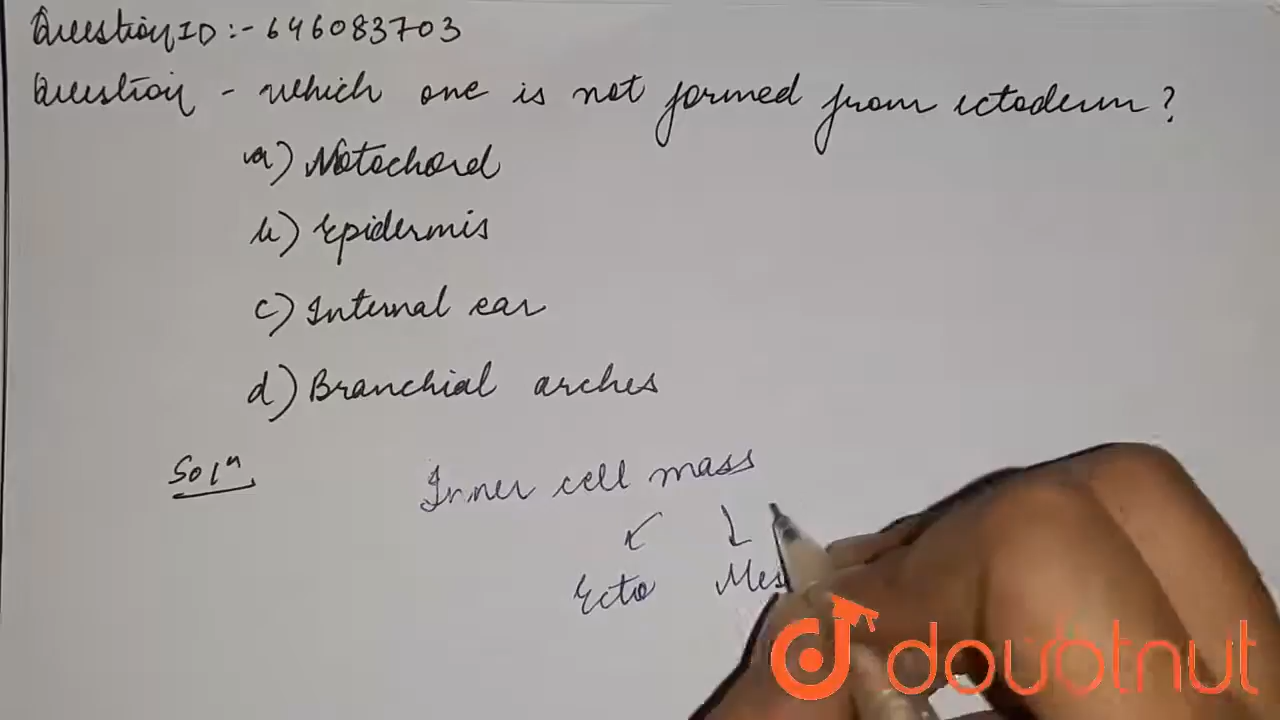 Question ID :- 646083703
Question - which one is not formed from ectoderm ?
a) Notochord
b) Epidermis
c) Internal ear
d) Branchial arches
Solⁿ
Inner cell mass
Ecto Mes
doubtnut